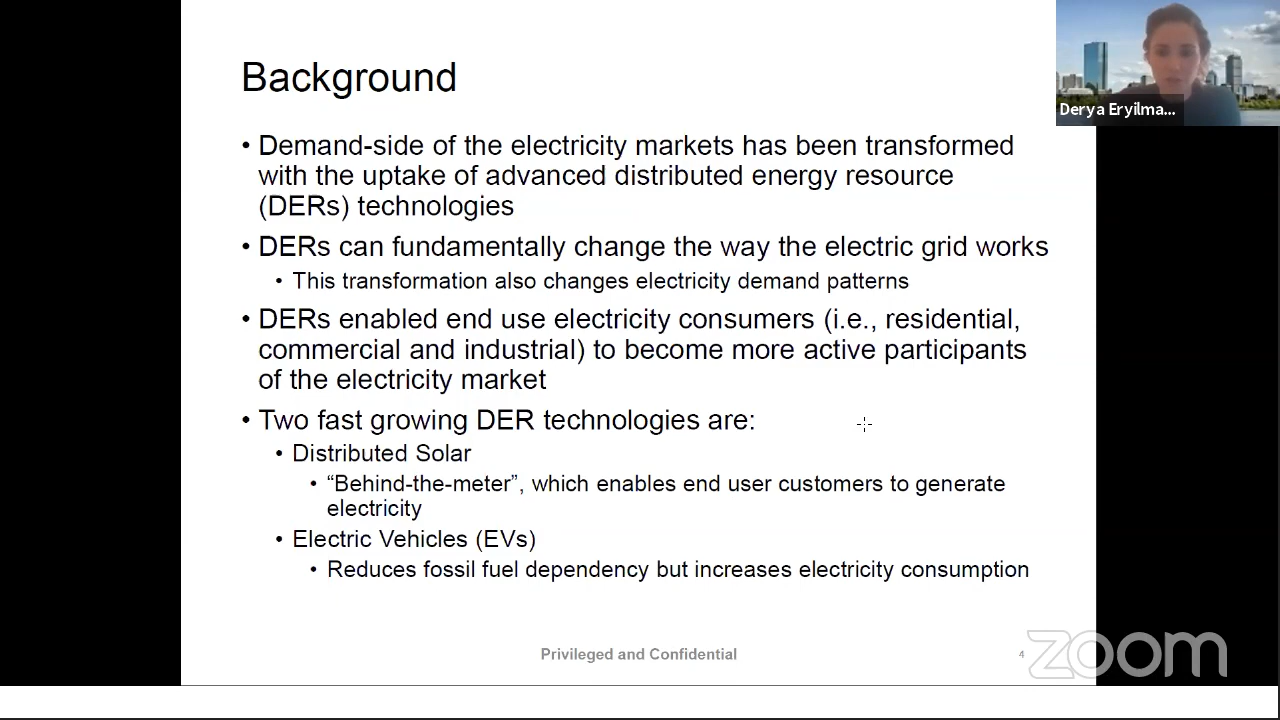 Background
Derya Eryilma...
• Demand-side of the electricity markets has been transformed
with the uptake of advanced distributed energy resource
(DERs) technologies
• DERs can fundamentally change the way the electric grid works
• This transformation also changes electricity demand patterns
• DERs enabled end use electricity consumers (i.e., residential,
commercial and industrial) to become more active participants
of the electricity market
• Two fast growing DER technologies are:
• Distributed Solar
• “Behind-the-meter”, which enables end user customers to generate
electricity
• Electric Vehicles (EVs)
• Reduces fossil fuel dependency but increases electricity consumption
Privileged and Confidential
4
zoom